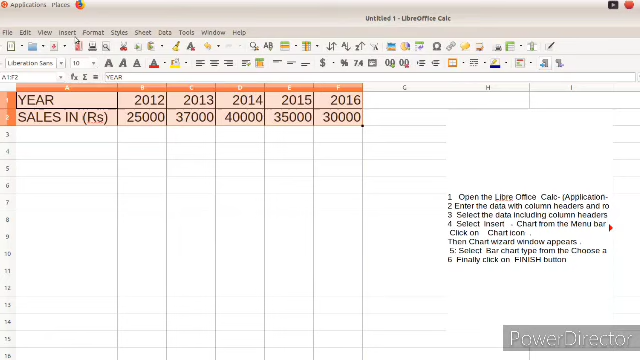 Applications Places
Untitled 1 - LibreOffice Calc
File Edit View Insert Format Styles Sheet Data Tools Window Help
Liberation Sans 10
A1:F2 YEAR
A B C D E F G H I
1 YEAR 2012 2013 2014 2015 2016
2 SALES IN (Rs) 25000 37000 40000 35000 30000
3
4
5
6
7
8
9
10
11
12
13
14
15
16
1 Open the Libre Office Calc- (Application-
2 Enter the data with column headers and ro
3 Select the data including column headers
4 Select Insert - Chart from the Menu bar
Click on Chart icon .
Then Chart wizard window appears .
5: Select Bar chart type from the Choose a
6 Finally click on FINISH button
PowerDirector